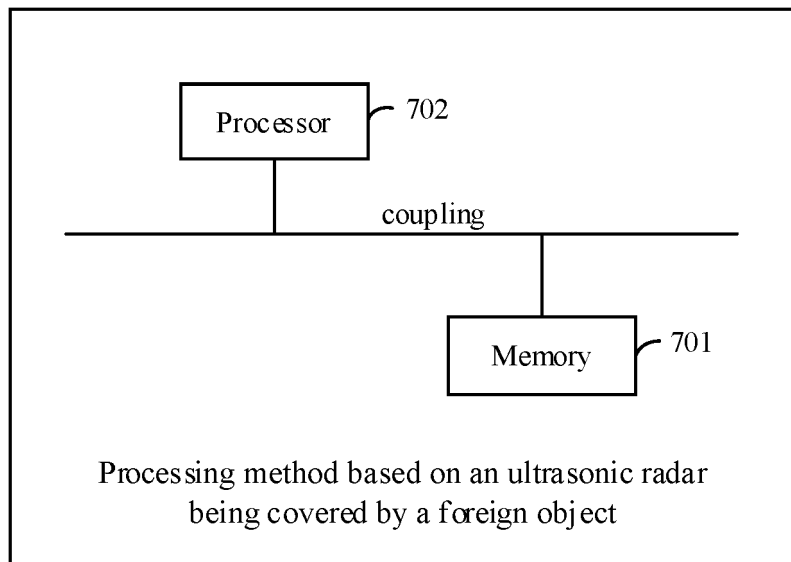 Processor
702
coupling
Memory
701
Processing method based on an ultrasonic radar
being covered by a foreign object